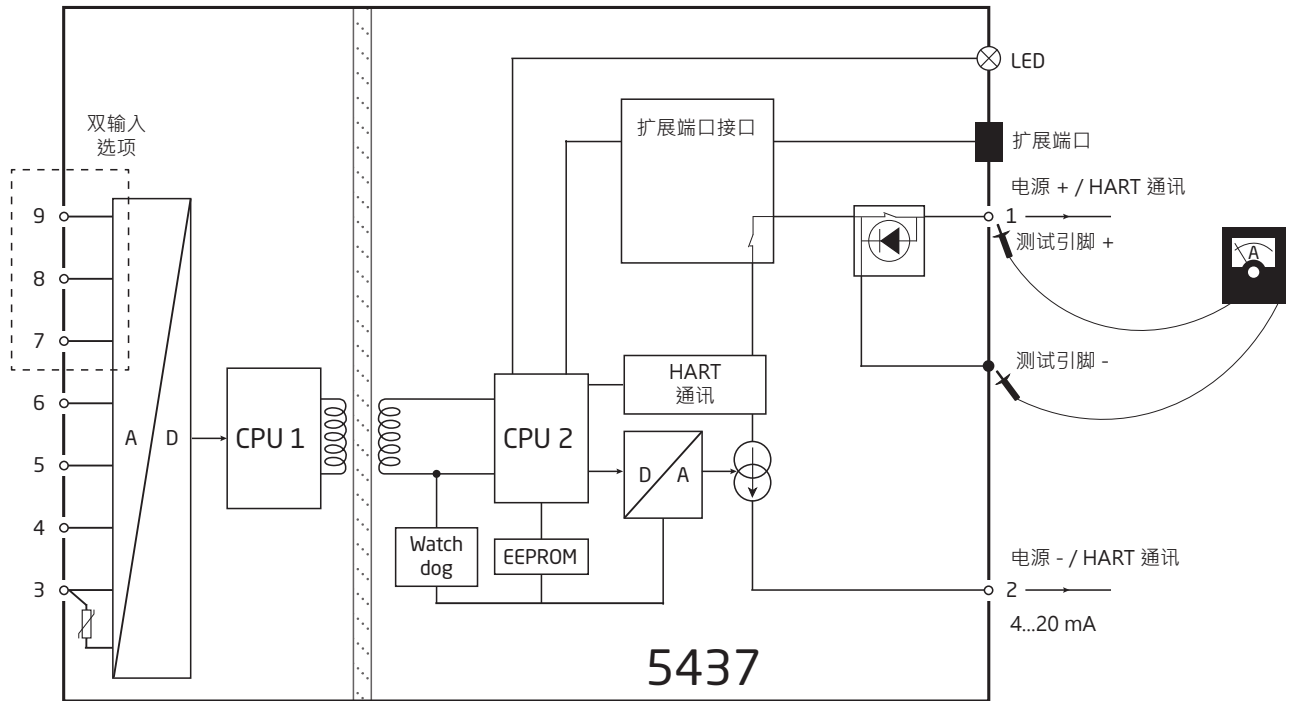 LED
双输入
选项
扩展端口接口
扩展端口
电源 + / HART 通讯
9
1
测试引脚 +
A
8
7
测试引脚 -
HART
通讯
6
A
D
CPU 1
CPU 2
5
D
A
4
Watch
dog
EEPROM
电源 - / HART 通讯
3
2
4...20 mA
5437